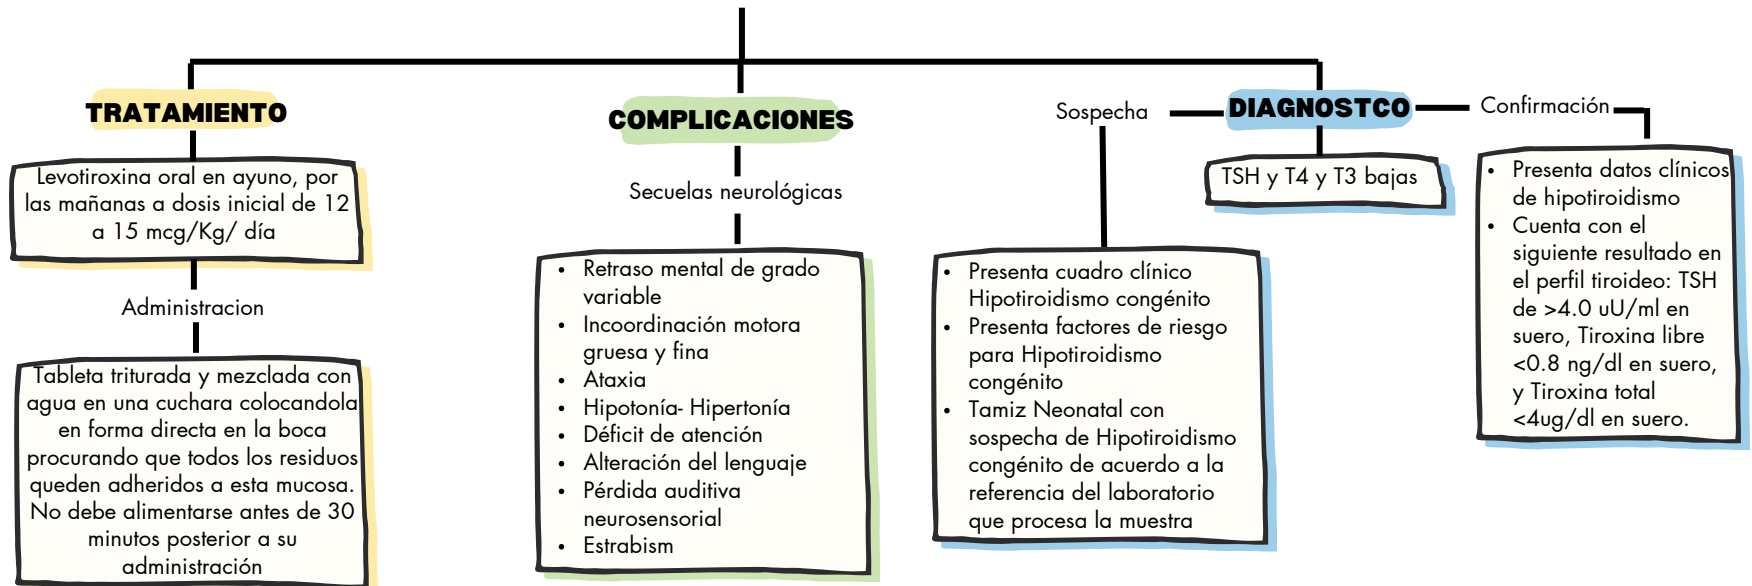 TRATAMIENTO
Levotiroxina oral en ayuno, por
las mañanas a dosis inicial de 12
a 15 mcg/Kg/ día
Administracion
Tableta triturada y mezclada con
agua en una cuchara colocandola
en forma directa en la boca
procurando que todos los residuos
queden adheridos a esta mucosa.
No debe alimentarse antes de 30
minutos posterior a su
administración
COMPLICACIONES
Secuelas neurológicas
• Retraso mental de grado
variable
• Incoordinación motora
gruesa y fina
• Ataxia
• Hipotonía- Hipertonía
• Déficit de atención
• Alteración del lenguaje
• Pérdida auditiva
neurosensorial
• Estrabism
DIAGNOSTCO
TSH y T4 y T3 bajas
Sospecha
• Presenta cuadro clínico
Hipotiroidismo congénito
• Presenta factores de riesgo
para Hipotiroidismo
congénito
• Tamiz Neonatal con
sospecha de Hipotiroidismo
congénito de acuerdo a la
referencia del laboratorio
que procesa la muestra
Confirmación
• Presenta datos clínicos
de hipotiroidismo
• Cuenta con el
siguiente resultado en
el perfil tiroideo: TSH
de >4.0 uU/ml en
suero, Tiroxina libre
<0.8 ng/dl en suero,
y Tiroxina total
<4ug/dl en suero.